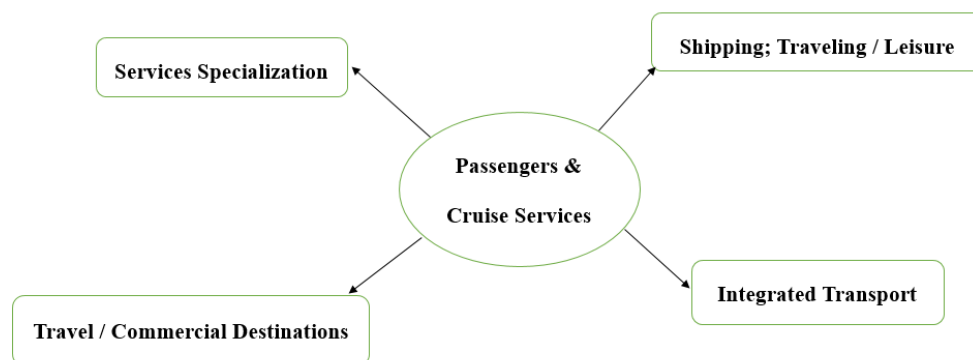 Shipping; Traveling / Leisure
Services Specialization
Passengers &
Cruise Services
Integrated Transport
Travel / Commercial Destinations